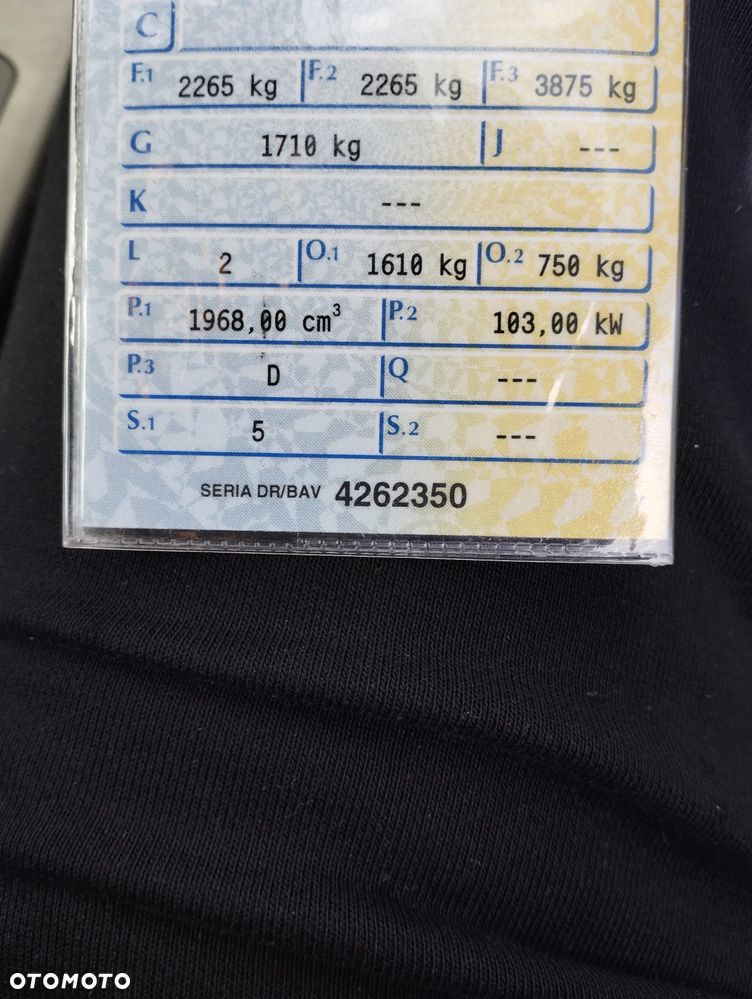 C
F.1 2265 kg F.2 2265 kg F.3 3875 kg
G 1710 kg J ---
K ---
L 2 O.1 1610 kg O.2 750 kg
P.1 1968,00 cm³ P.2 103,00 kW
P.3 D Q ---
S.1 5 S.2 ---
SERIA DR/BAV 4262350
OTOMOTO